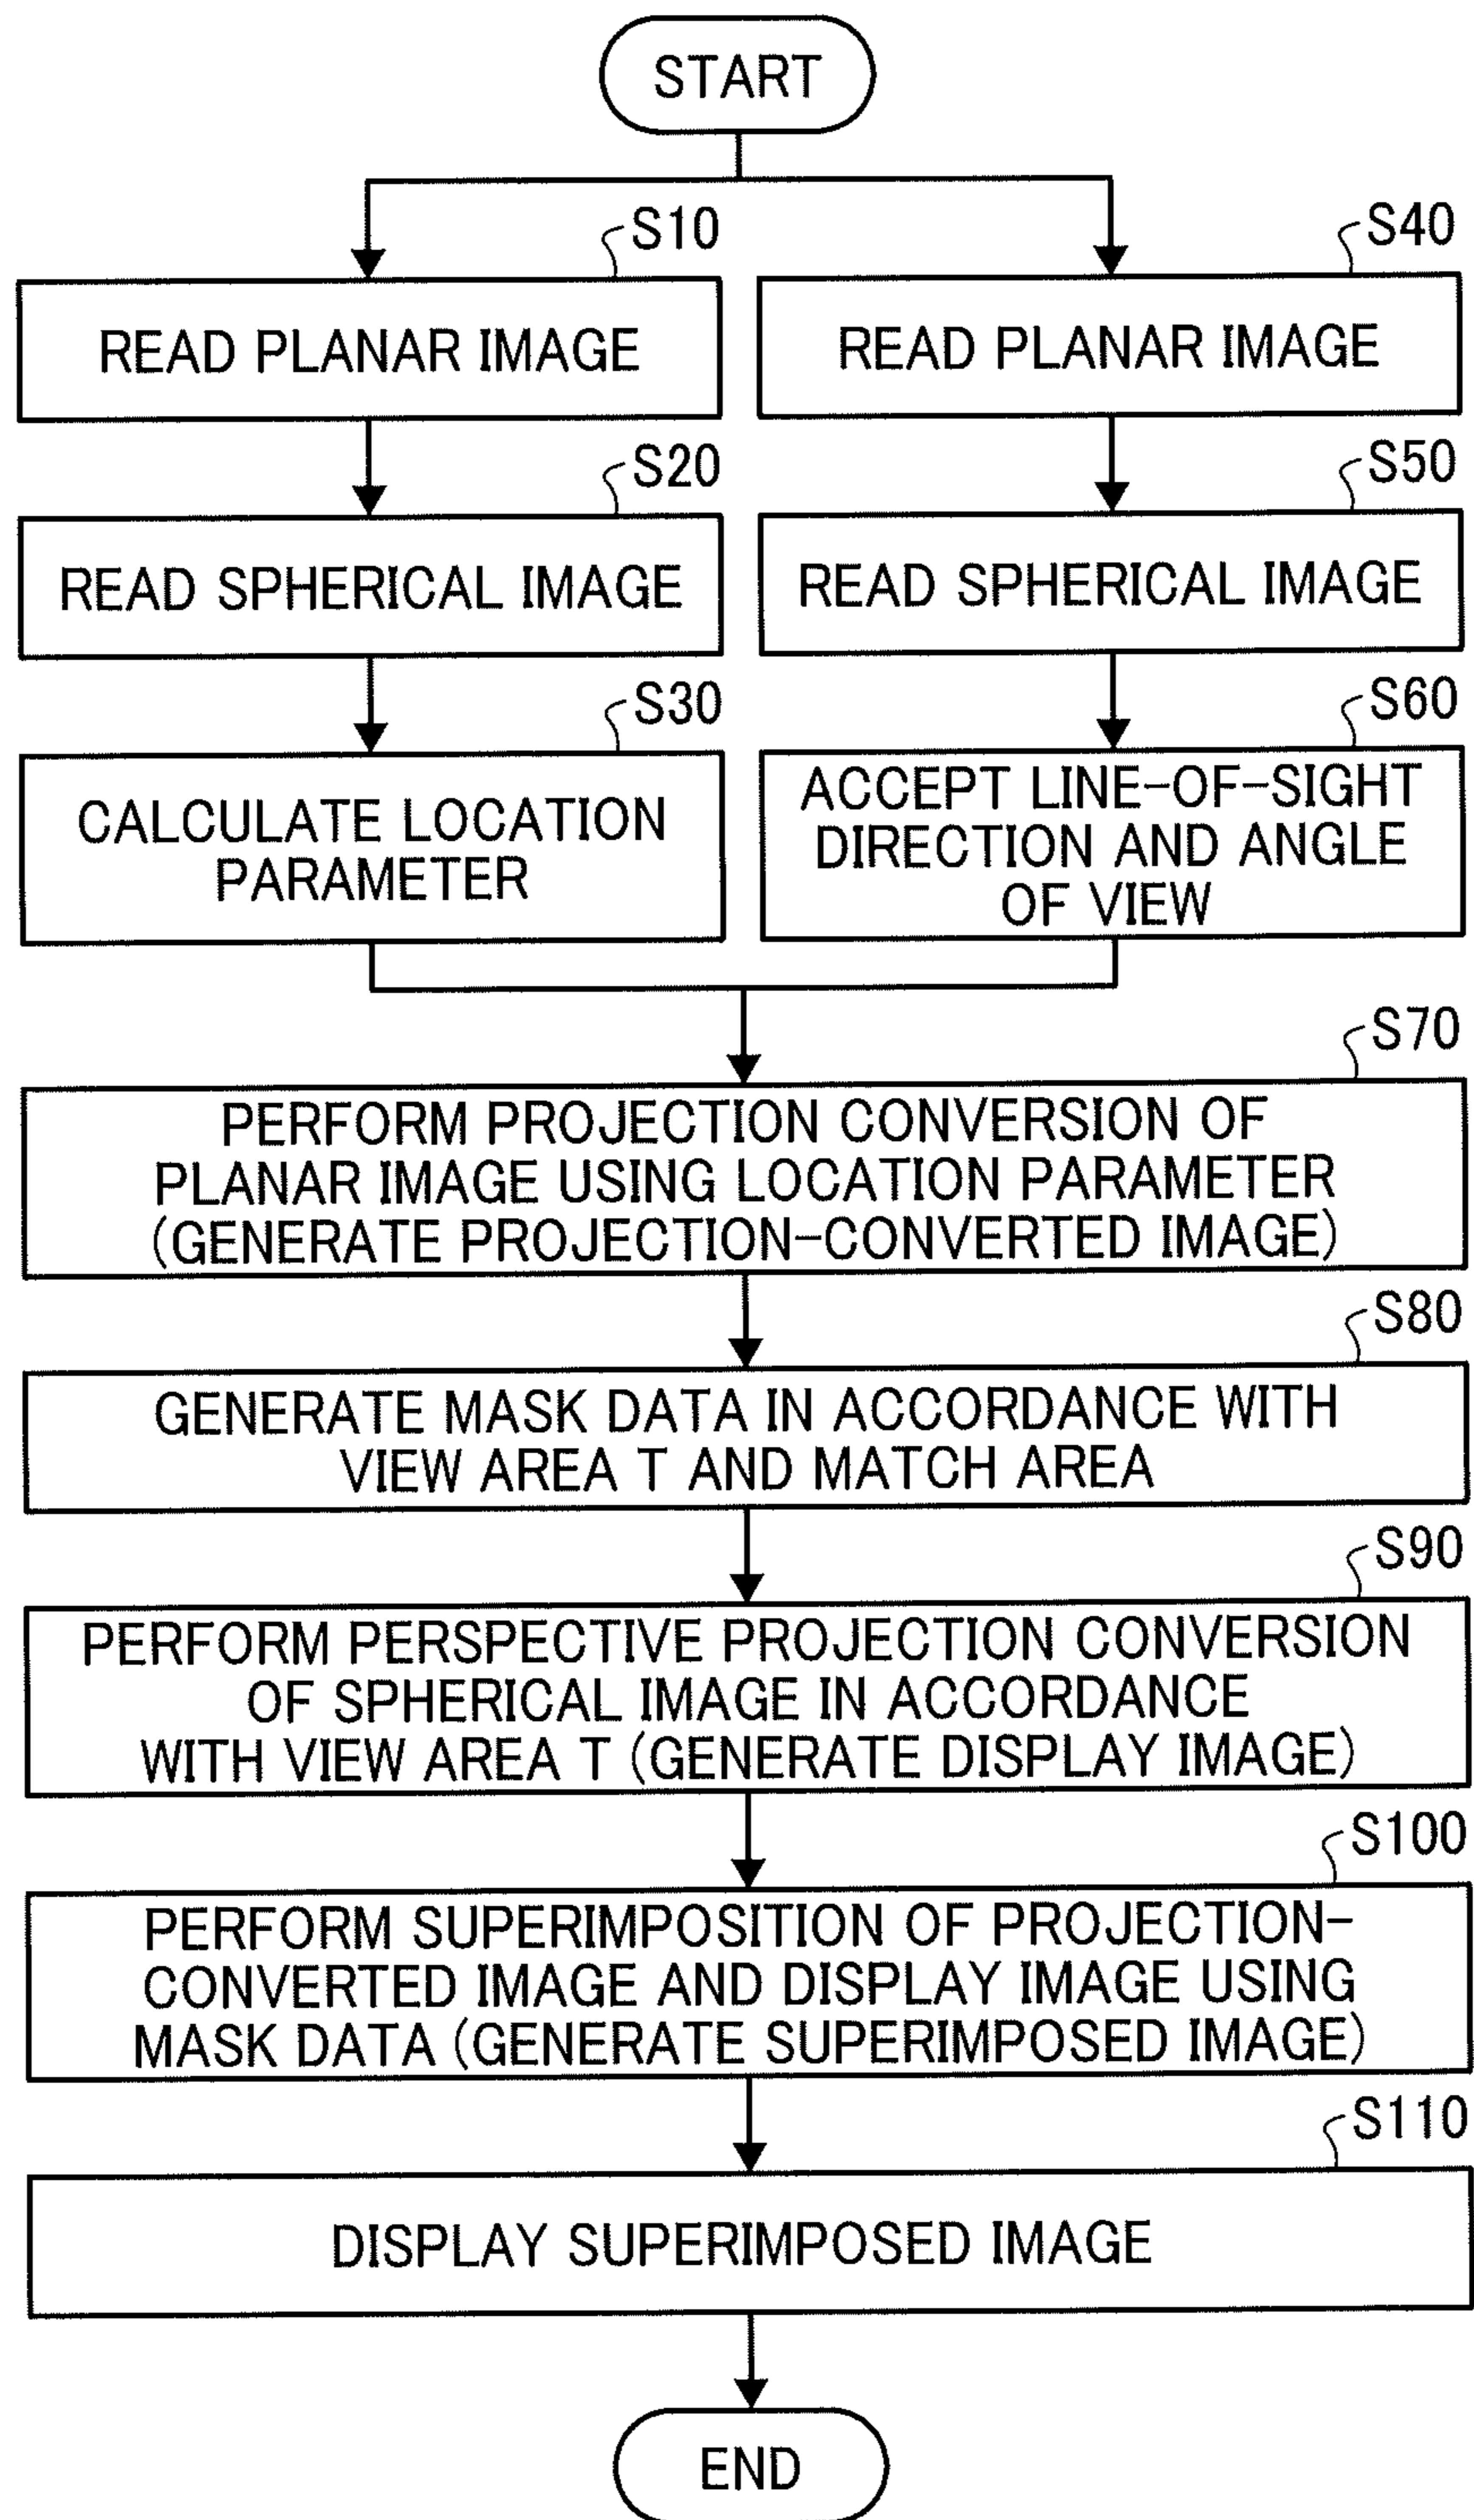 START
S10
READ PLANAR IMAGE
S20
READ SPHERICAL IMAGE
S30
CALCULATE LOCATION
PARAMETER
S40
READ PLANAR IMAGE
S50
READ SPHERICAL IMAGE
S60
ACCEPT LINE-OF-SIGHT
DIRECTION AND ANGLE
OF VIEW
S70
PERFORM PROJECTION CONVERSION OF
PLANAR IMAGE USING LOCATION PARAMETER
(GENERATE PROJECTION-CONVERTED IMAGE)
S80
GENERATE MASK DATA IN ACCORDANCE WITH
VIEW AREA T AND MATCH AREA
S90
PERFORM PERSPECTIVE PROJECTION CONVERSION
OF SPHERICAL IMAGE IN ACCORDANCE
WITH VIEW AREA T (GENERATE DISPLAY IMAGE)
S100
PERFORM SUPERIMPOSITION OF PROJECTION-
CONVERTED IMAGE AND DISPLAY IMAGE USING
MASK DATA (GENERATE SUPERIMPOSED IMAGE)
S110
DISPLAY SUPERIMPOSED IMAGE
END